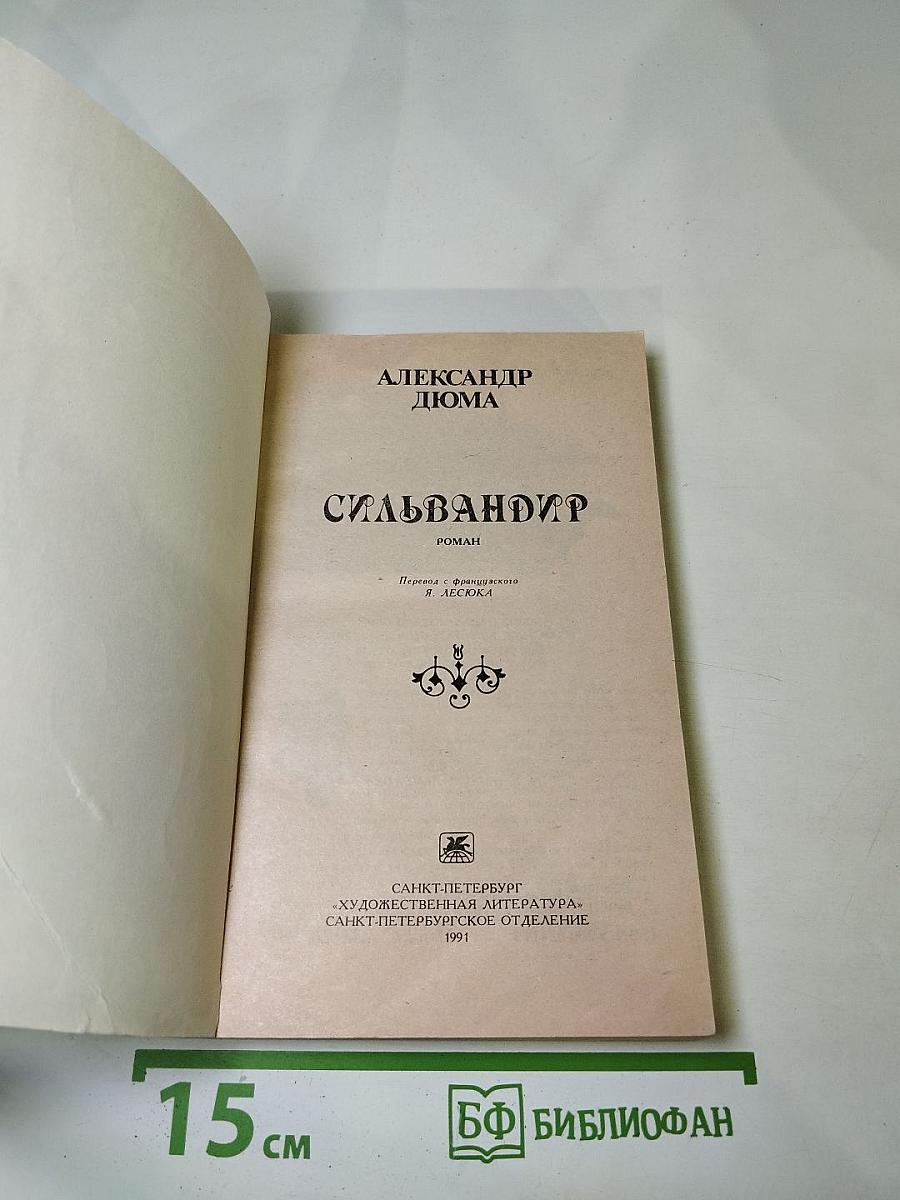 АЛЕКСАНДР
ДЮМА
СИЛЬВАНДИР
РОМАН
Перевод с французского
Я. ЛЕСЮКА
САНКТ-ПЕТЕРБУРГ
«ХУДОЖЕСТВЕННАЯ ЛИТЕРАТУРА»
САНКТ-ПЕТЕРБУРГСКОЕ ОТДЕЛЕНИЕ
1991
15 см
БФ БИБЛИОФАН